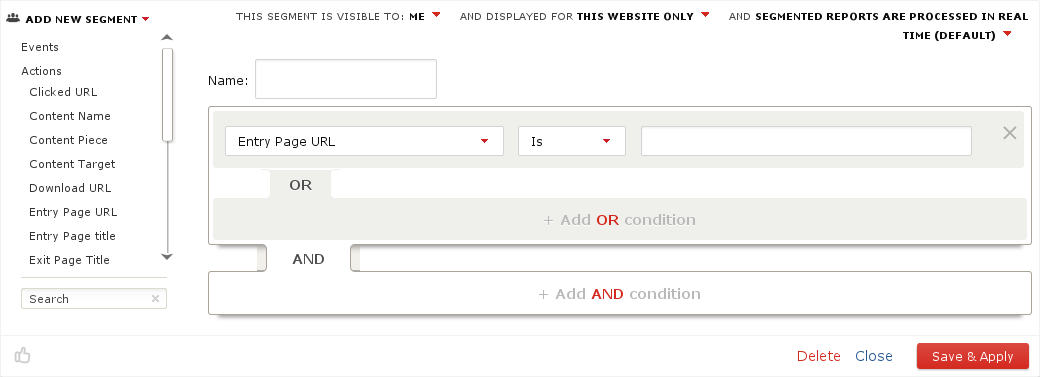 ADD NEW SEGMENT
THIS SEGMENT IS VISIBLE TO: ME AND DISPLAYED FOR THIS WEBSITE ONLY AND SEGMENTED REPORTS ARE PROCESSED IN REAL
TIME (DEFAULT)
Events
Actions
Clicked URL
Content Name
Content Piece
Content Target
Download URL
Entry Page URL
Entry Page title
Exit Page Title
Search
Name:
Entry Page URL Is
OR
+ Add OR condition
AND
+ Add AND condition
Delete Close Save & Apply